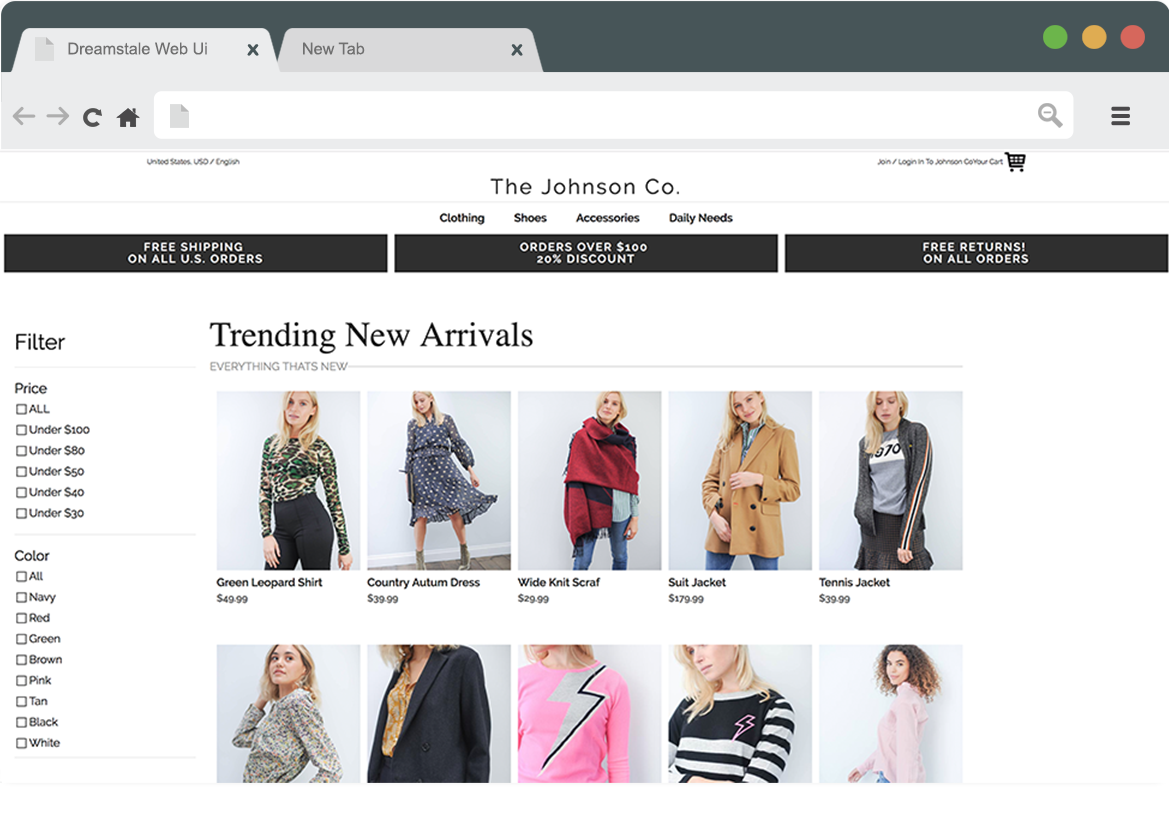 Dreamstale Web Ui
New Tab
United States, USD / English
Join / Login In To Johnson Co Your Cart
The Johnson Co.
Clothing Shoes Accessories Daily Needs
FREE SHIPPING
ON ALL U.S. ORDERS
ORDERS OVER $100
20% DISCOUNT
FREE RETURNS!
ON ALL ORDERS
Filter
Price
ALL
Under $100
Under $80
Under $50
Under $40
Under $30
Color
All
Navy
Red
Green
Brown
Pink
Tan
Black
White
Trending New Arrivals
EVERYTHING THATS NEW
Green Leopard Shirt
$49.99
Country Autum Dress
$39.99
Wide Knit Scraf
$29.99
Suit Jacket
$179.99
Tennis Jacket
$39.99